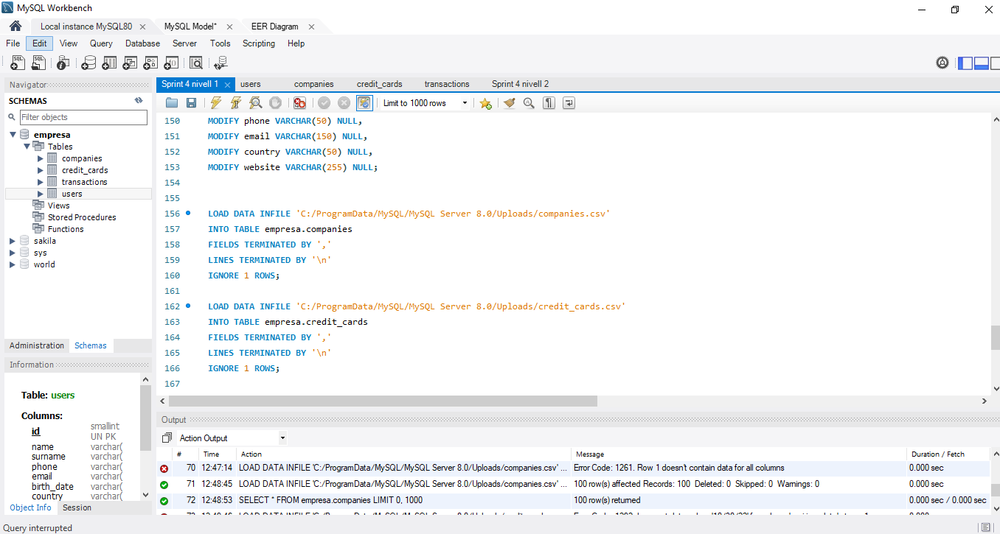 MySQL Workbench
Local instance MySQL80 MySQL Model* EER Diagram
File Edit View Query Database Server Tools Scripting Help
Navigator
SCHEMAS
Filter objects
empresa
Tables
companies
credit_cards
transactions
users
Views
Stored Procedures
Functions
sakila
sys
world
Administration Schemas
Information
Table: users
Columns:
id smallint
UN PK
name varchar(
surname varchar(
phone varchar(
email varchar(
birth_date varchar(
country varchar(
Object Info Session
Query interrupted
Sprint 4 nivell 1 users companies credit_cards transactions Sprint 4 nivell 2
Limit to 1000 rows
150 MODIFY phone VARCHAR(50) NULL,
151 MODIFY email VARCHAR(150) NULL,
152 MODIFY country VARCHAR(50) NULL,
153 MODIFY website VARCHAR(255) NULL;
154
155
156 LOAD DATA INFILE 'C:/ProgramData/MySQL/MySQL Server 8.0/Uploads/companies.csv'
157 INTO TABLE empresa.companies
158 FIELDS TERMINATED BY ','
159 LINES TERMINATED BY '\n'
160 IGNORE 1 ROWS;
161
162 LOAD DATA INFILE 'C:/ProgramData/MySQL/MySQL Server 8.0/Uploads/credit_cards.csv'
163 INTO TABLE empresa.credit_cards
164 FIELDS TERMINATED BY ','
165 LINES TERMINATED BY '\n'
166 IGNORE 1 ROWS;
167
Output
Action Output
# Time Action Message Duration / Fetch
70 12:47:14 LOAD DATA INFILE 'C:/ProgramData/MySQL/MySQL Server 8.0/Uploads/companies.csv' ... Error Code: 1261. Row 1 doesn't contain data for all columns 0.000 sec
71 12:48:45 LOAD DATA INFILE 'C:/ProgramData/MySQL/MySQL Server 8.0/Uploads/companies.csv' ... 100 row(s) affected Records: 100 Deleted: 0 Skipped: 0 Warnings: 0 0.000 sec
72 12:48:53 SELECT * FROM empresa.companies LIMIT 0, 1000 100 row(s) returned 0.000 sec / 0.000 sec